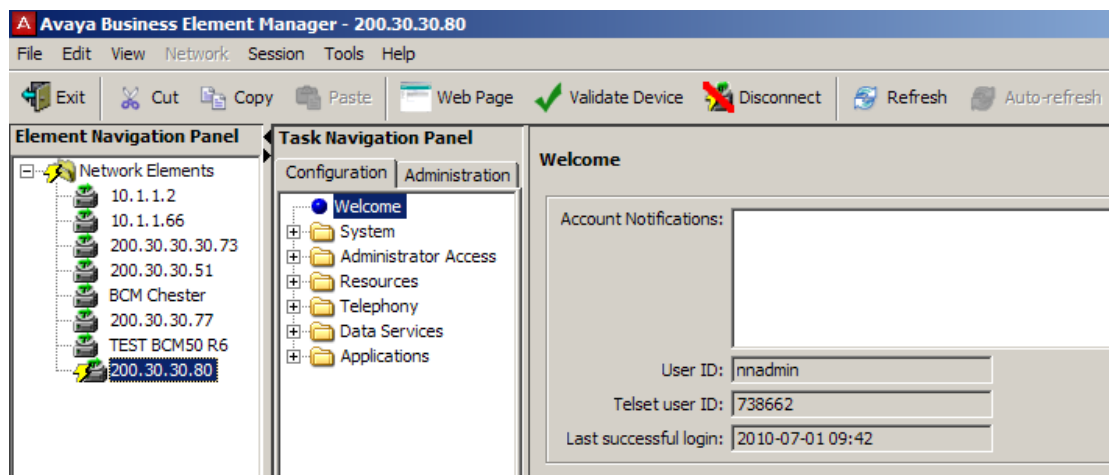 Avaya Business Element Manager - 200.30.30.80
File Edit View Network Session Tools Help
Exit Cut Copy Paste Web Page Validate Device Disconnect Refresh Auto-refresh
Element Navigation Panel
Network Elements
10.1.1.2
10.1.1.66
200.30.30.30.73
200.30.30.51
BCM Chester
200.30.30.77
TEST BCM50 R6
200.30.30.80
Task Navigation Panel
Configuration Administration
Welcome
System
Administrator Access
Resources
Telephony
Data Services
Applications
Welcome
Account Notifications:
User ID: nnadmin
Telset user ID: 738662
Last successful login: 2010-07-01 09:42